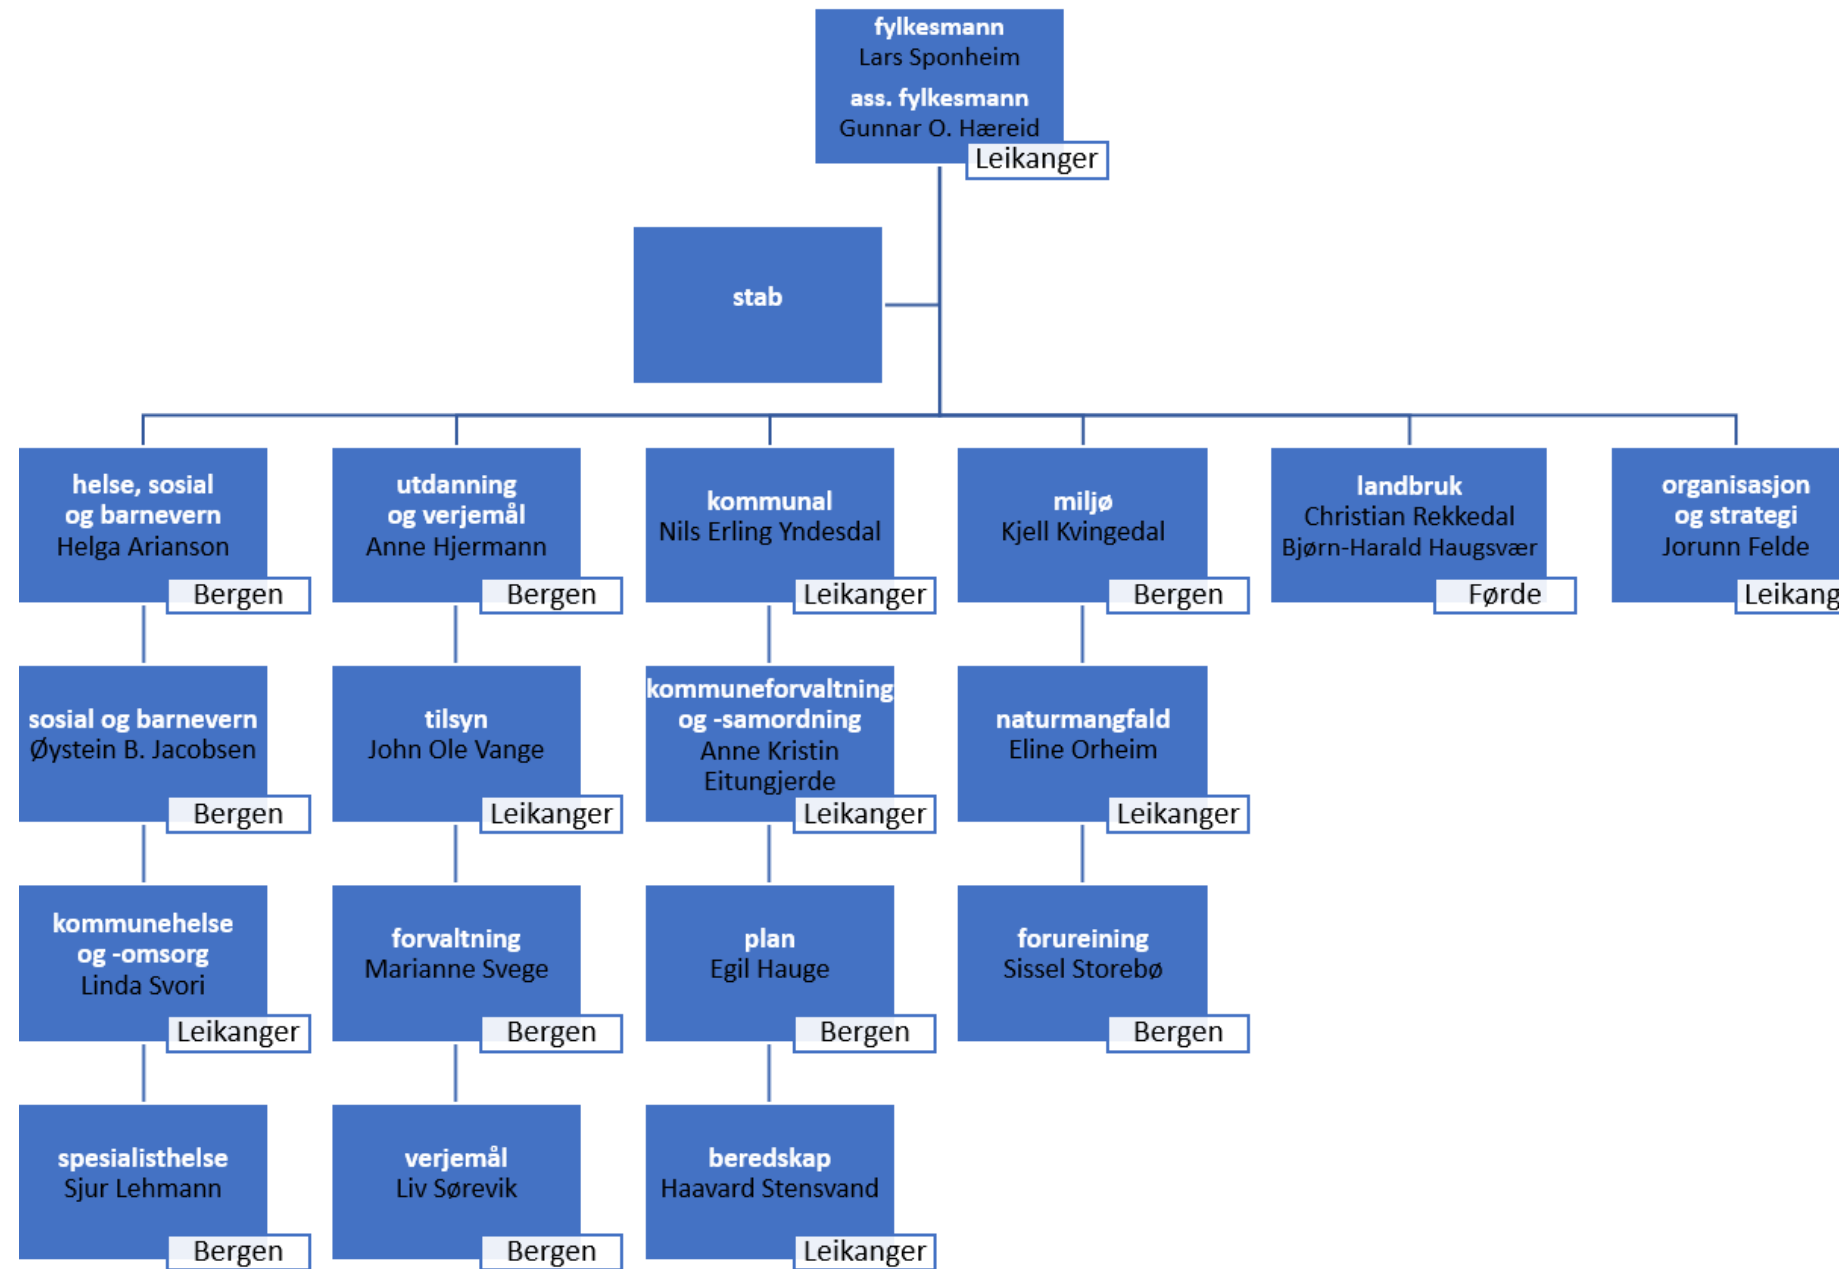 fylkesmann
Lars Sponheim
ass. fylkesmann
Gunnar O. Hæreid
Leikanger
stab
helse, sosial
og barnevern
Helga Arianson
Bergen
utdanning
og verjemål
Anne Hjermann
Bergen
kommunal
Nils Erling Yndesdal
Leikanger
miljø
Kjell Kvingedal
Bergen
landbruk
Christian Rekkedal
Bjørn-Harald Haugsvær
Førde
organisasjon
og strategi
Jorunn Felde
Leikang
sosial og barnevern
Øystein B. Jacobsen
Bergen
tilsyn
John Ole Vange
Leikanger
kommuneforvaltning
og -samordning
Anne Kristin
Eitungjerde
Leikanger
naturmangfald
Eline Orheim
Leikanger
kommunehelse
og -omsorg
Linda Svori
Leikanger
forvaltning
Marianne Svege
Bergen
plan
Egil Hauge
Bergen
forureining
Sissel Storebø
Bergen
spesialisthelse
Sjur Lehmann
Bergen
verjemål
Liv Sørevik
Bergen
beredskap
Haavard Stensvand
Leikanger